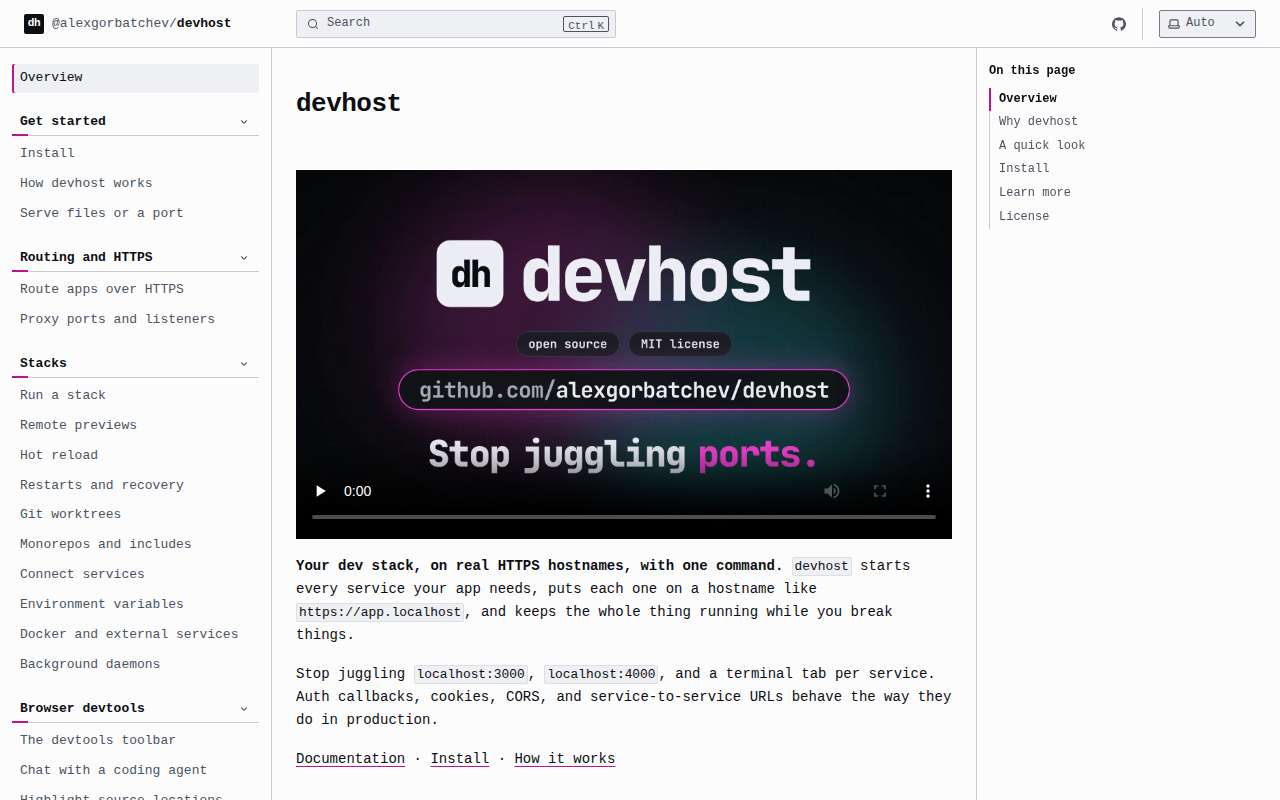 dh @alexgorbatchev/devhost
Search
Ctrl K
Auto
Overview
Get started
Install
How devhost works
Serve files or a port
Routing and HTTPS
Route apps over HTTPS
Proxy ports and listeners
Stacks
Run a stack
Remote previews
Hot reload
Restarts and recovery
Git worktrees
Monorepos and includes
Connect services
Environment variables
Docker and external services
Background daemons
Browser devtools
The devtools toolbar
Chat with a coding agent
Highlight source locations
devhost
dh devhost
open source
MIT license
github.com/alexgorbatchev/devhost
Stop juggling ports.
0:00
Your dev stack, on real HTTPS hostnames, with one command. devhost starts
every service your app needs, puts each one on a hostname like
https://app.localhost, and keeps the whole thing running while you break
things.
Stop juggling localhost:3000, localhost:4000, and a terminal tab per service.
Auth callbacks, cookies, CORS, and service-to-service URLs behave the way they
do in production.
Documentation · Install · How it works
On this page
Overview
Why devhost
A quick look
Install
Learn more
License